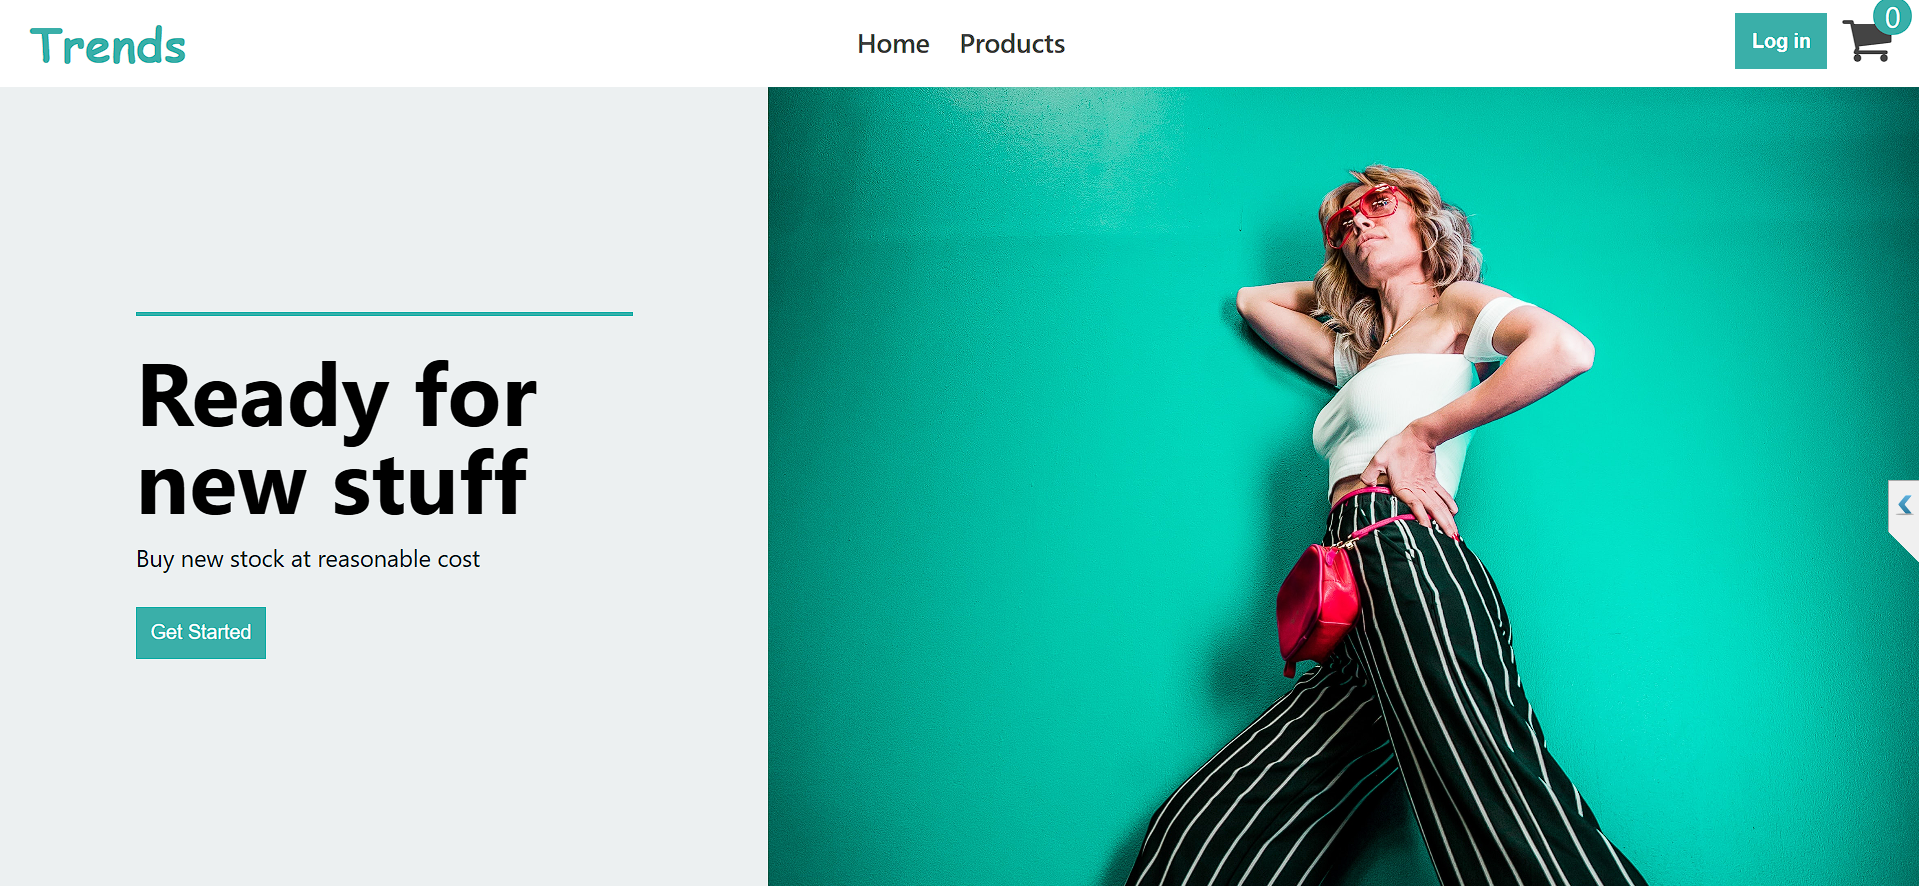 Trends
Home
Products
Log in
0
Ready for
new stuff
Buy new stock at reasonable cost
Get Started